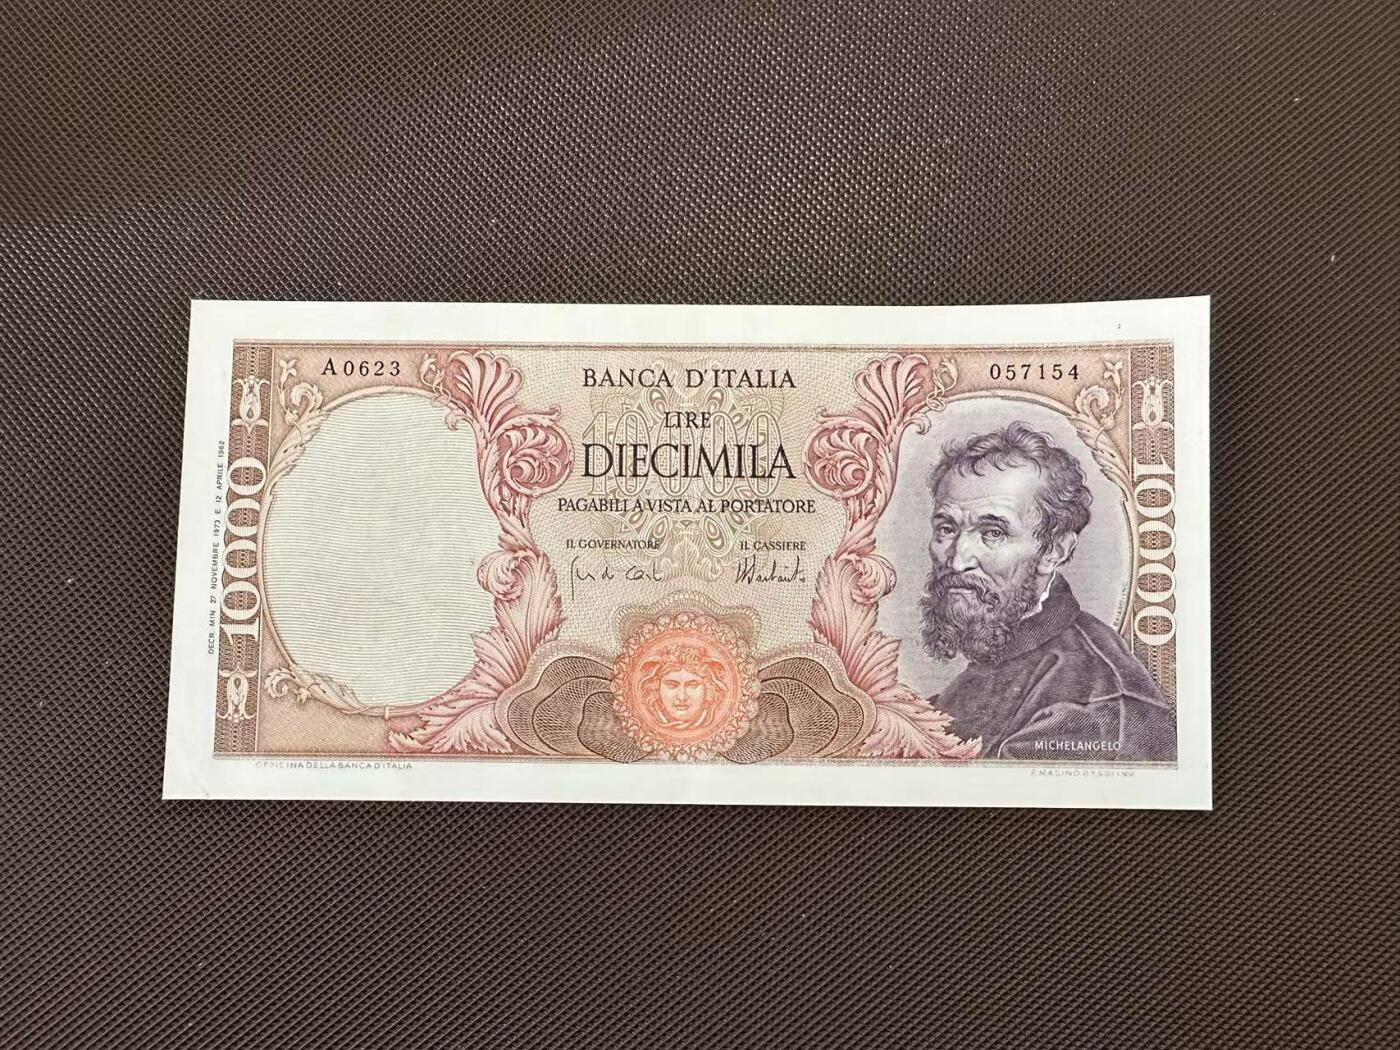 A0623
057154
BANCA D'ITALIA
10000
LIRE
DIECIMILA
PAGABILI A VISTA AL PORTATORE
IL GOVERNATORE
IL CASSIERE
10000
10000
DECR. MIN 27 NOVEMBRE 1973 E 12 APRILE 1962
MICHELANGELO
OFFICINA DELLA BANCA D'ITALIA